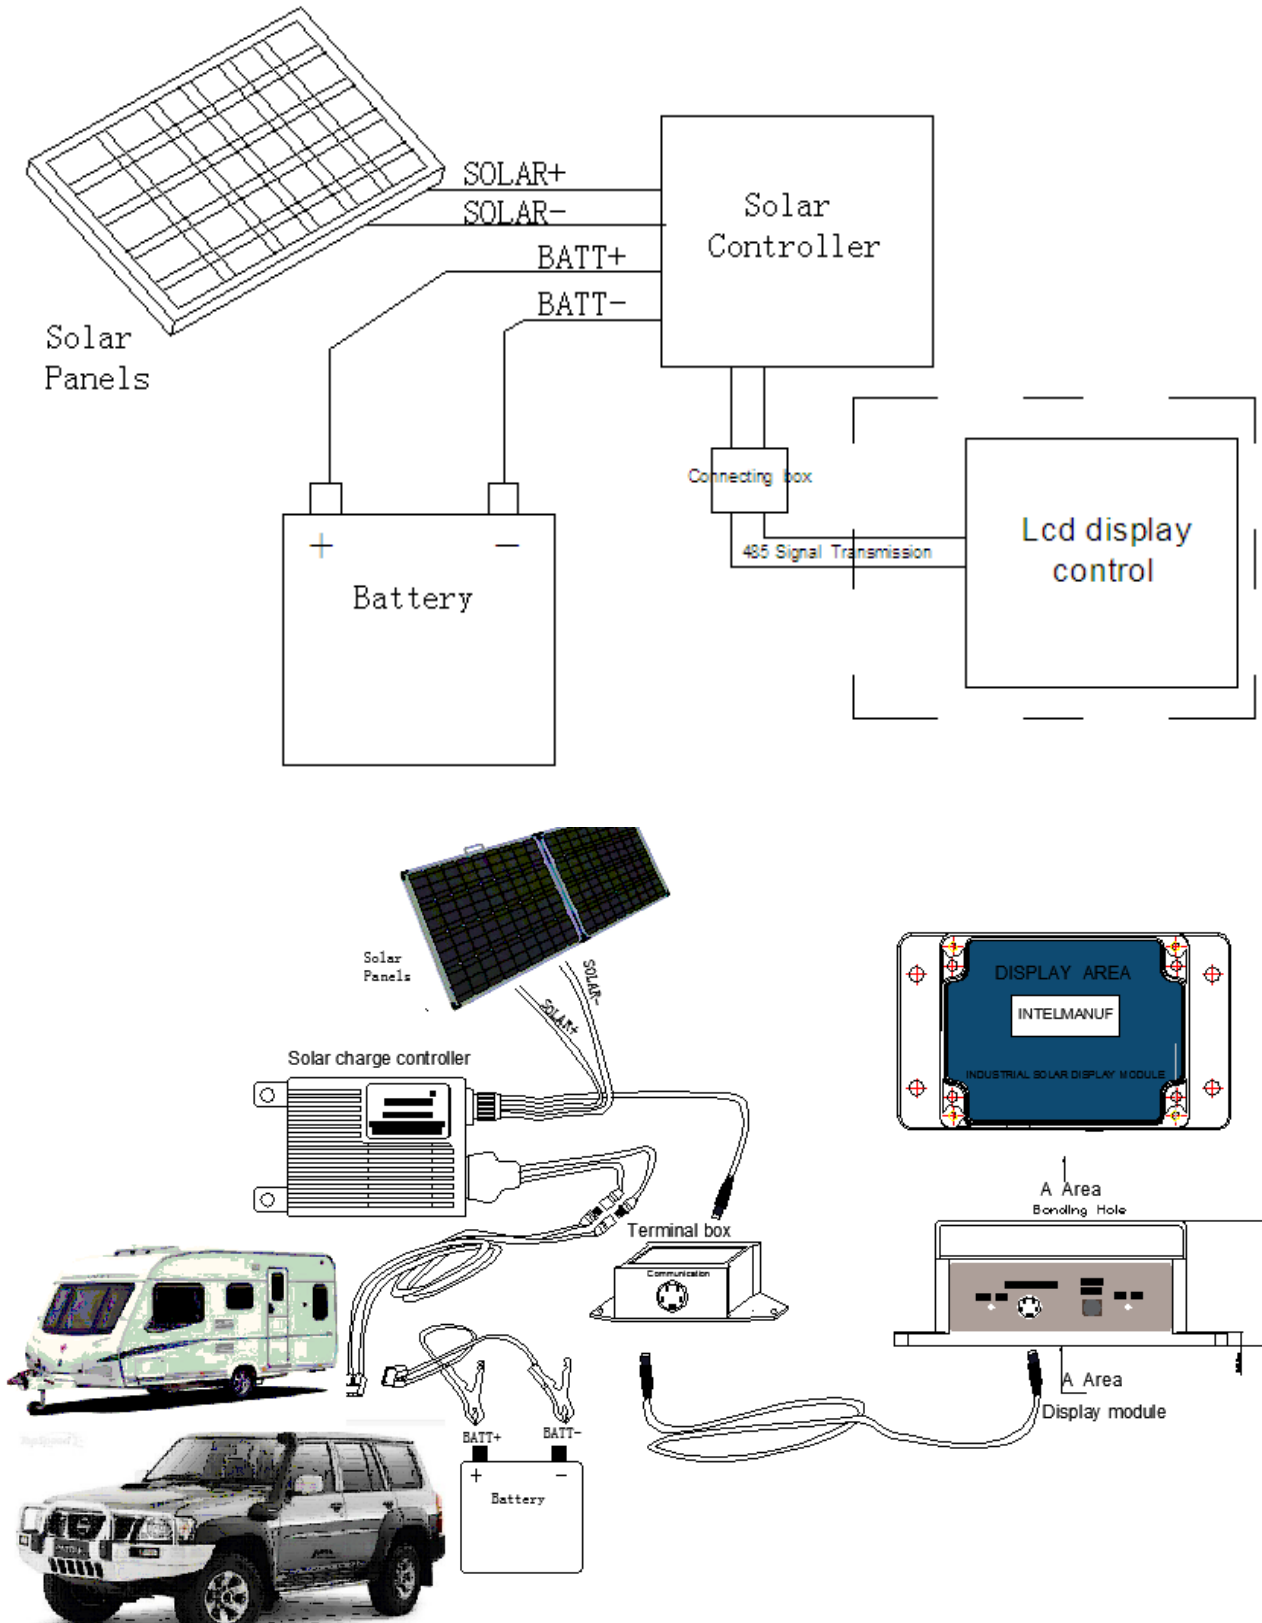 SOLAR+
SOLAR-
BATT+
BATT-
Solar
Controller
Solar
Panels
Connecting box
485 Signal Transmission
Lcd display
control
+ -
Battery
Solar
Panels
SOLAR-
SOLAR+
Solar charge controller
DISPLAY AREA
INTELMANUF
INDUSTRIAL SOLAR DISPLAY MODULE
A Area
Bonding Hole
Terminal box
Communication
A Area
Display module
BATT+
BATT-
+ -
Battery